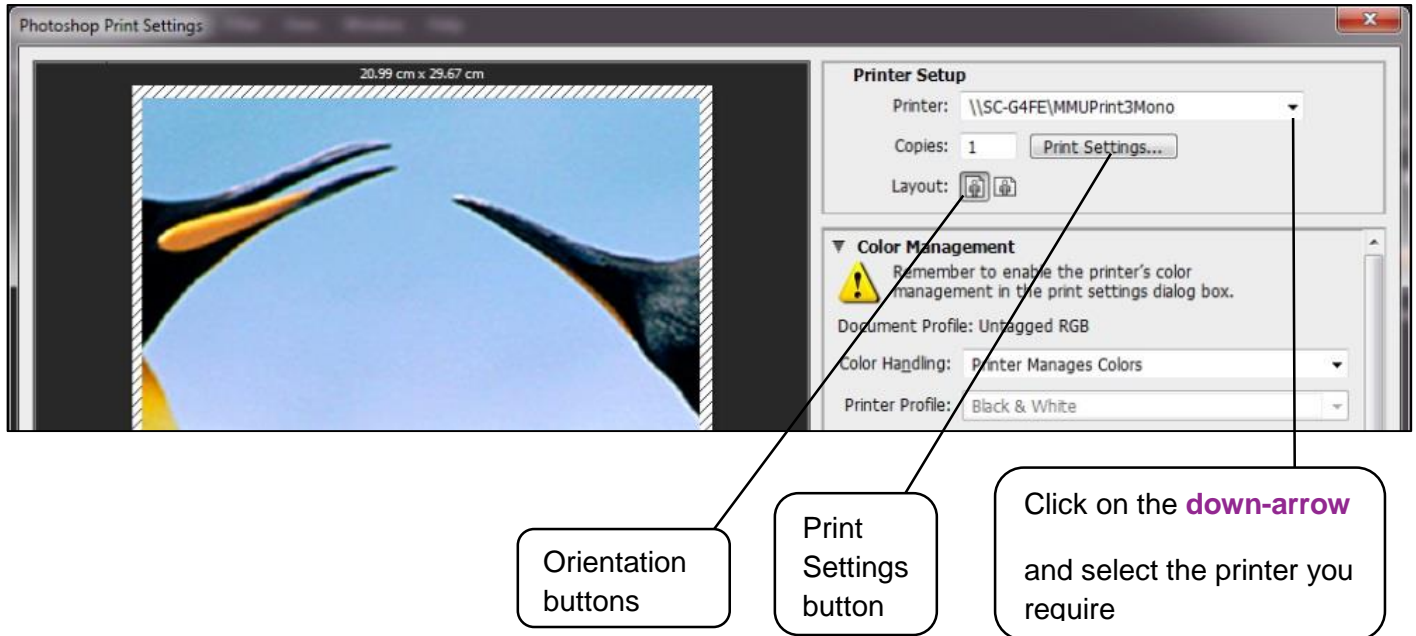 Photoshop Print Settings
20.99 cm x 29.67 cm
Printer Setup
Printer: \\SC-G4FE\MMUPrint3Mono
Copies: 1 Print Settings...
Layout:
Color Management
Remember to enable the printer's color
management in the print settings dialog box.
Document Profile: Untagged RGB
Color Handling: Printer Manages Colors
Printer Profile: Black & White
Orientation
buttons
Print
Settings
button
Click on the down-arrow
and select the printer you
require